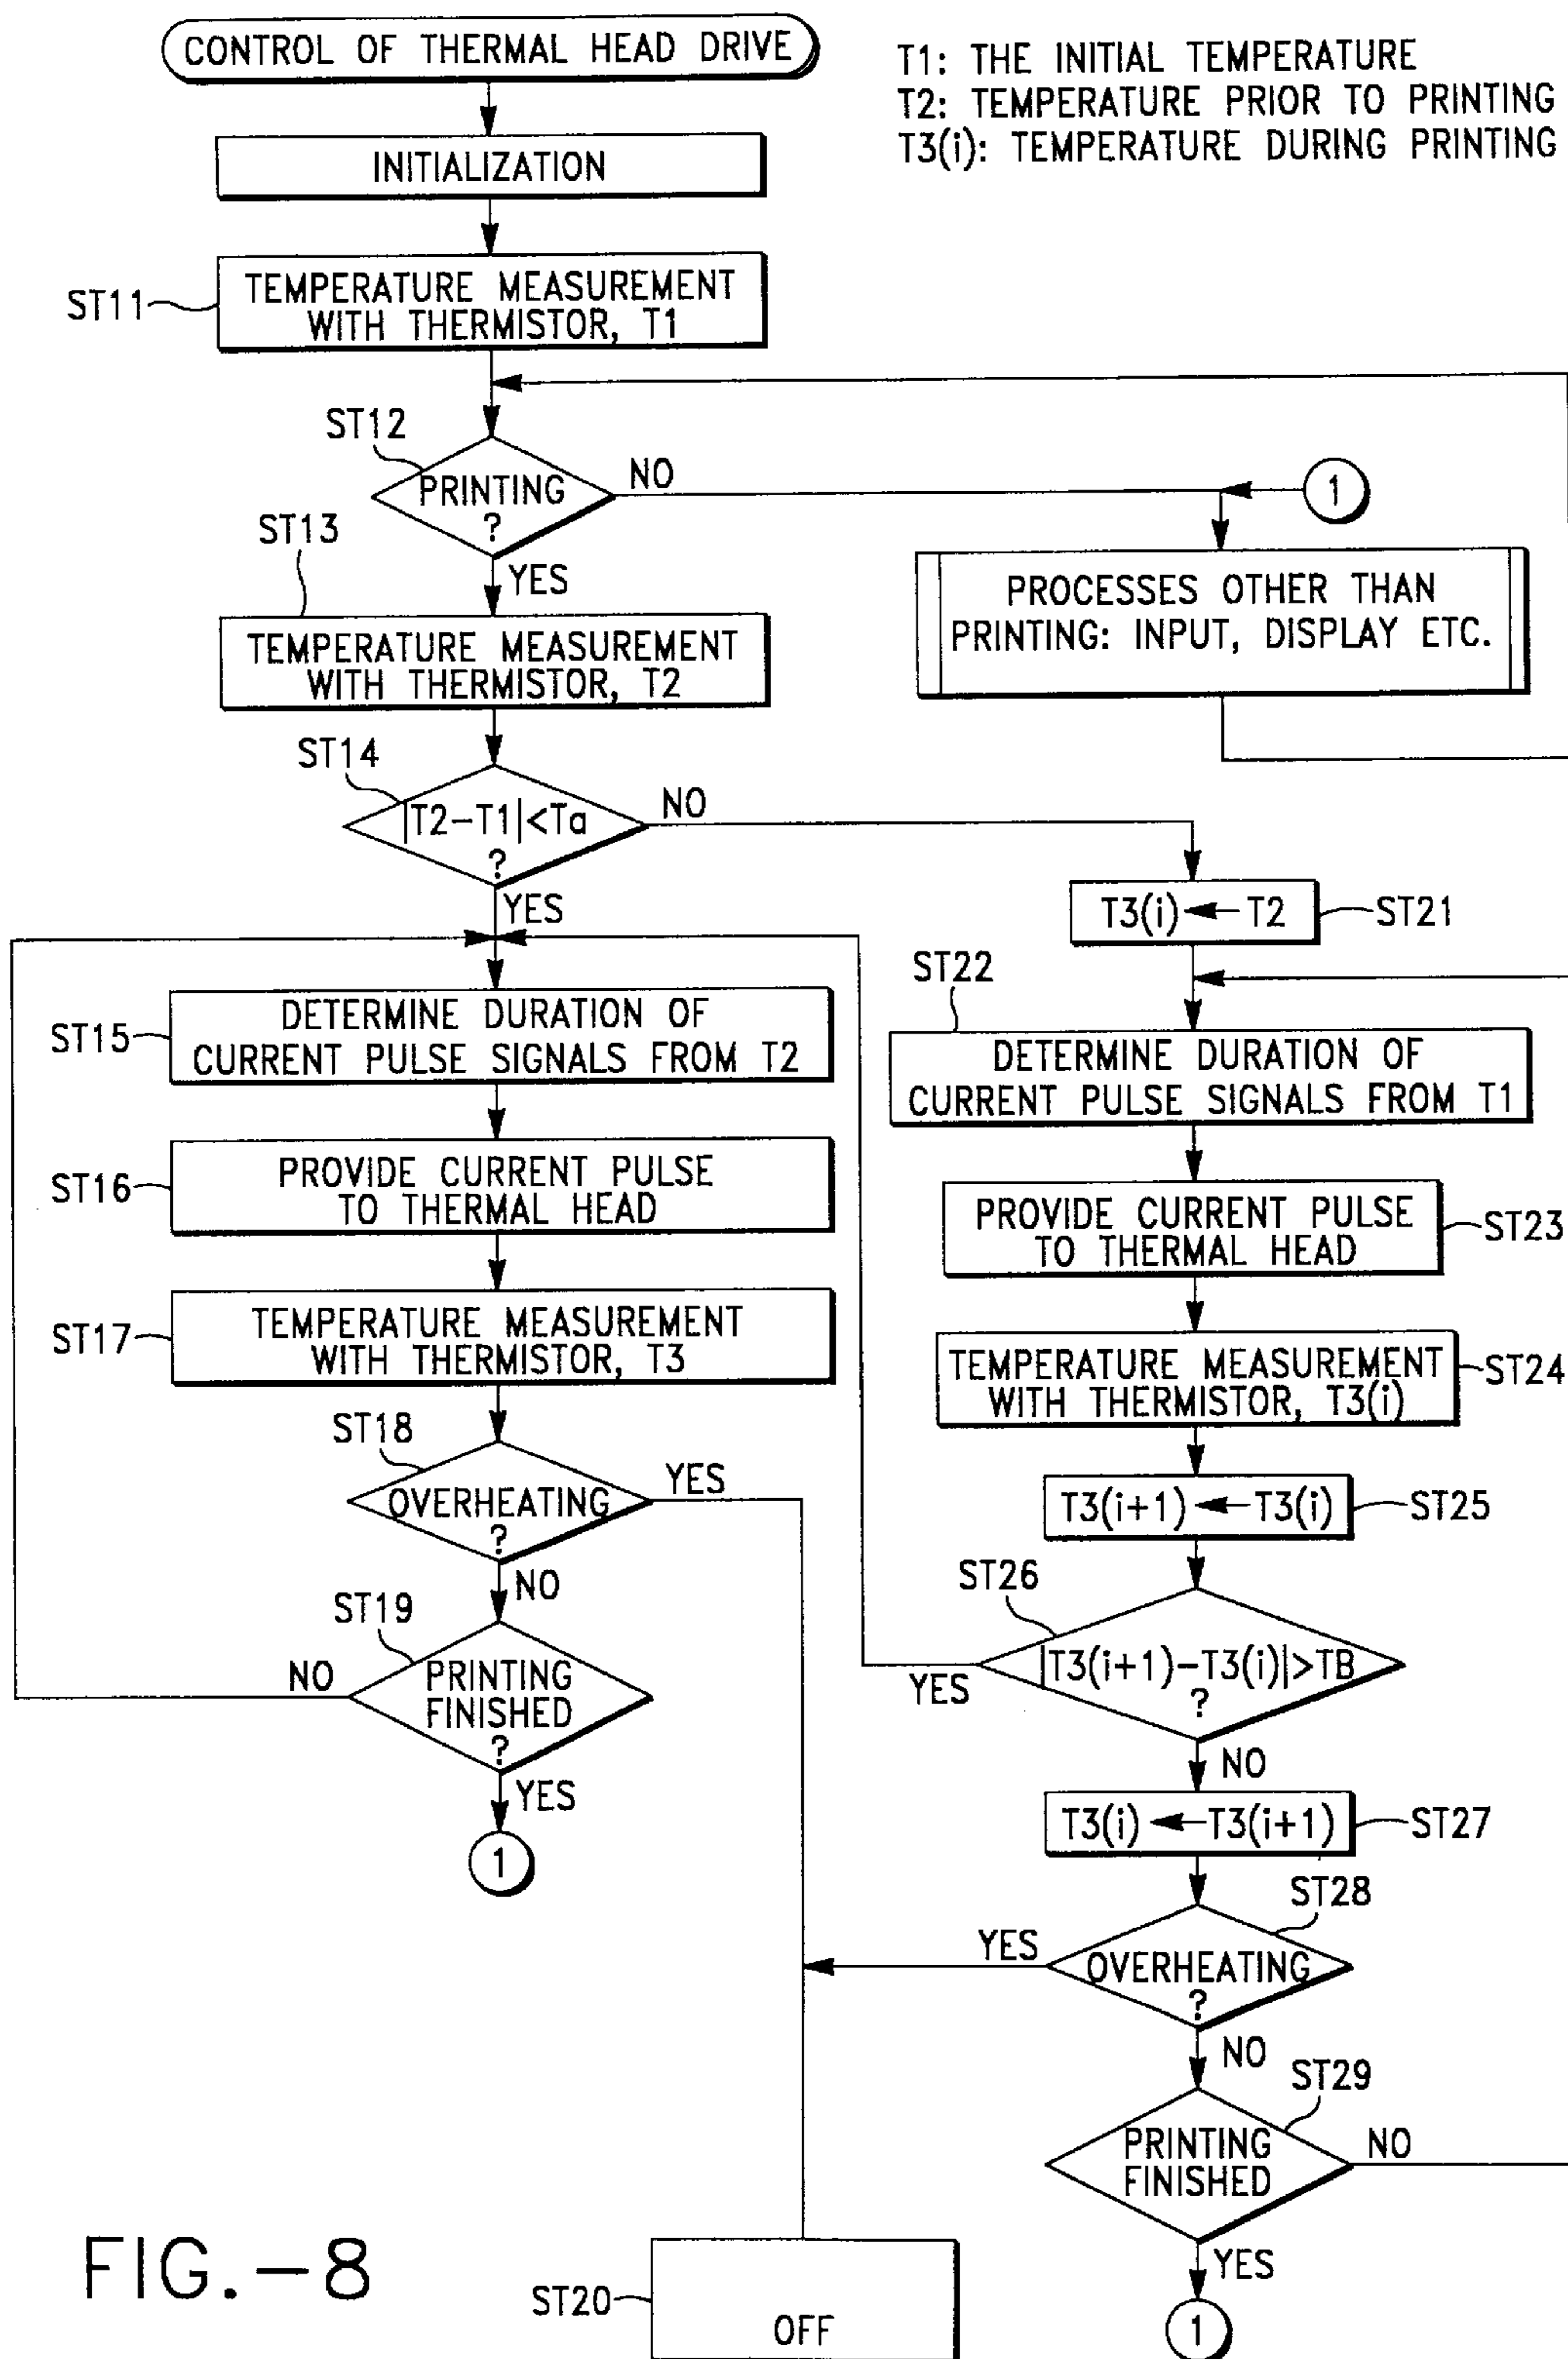 CONTROL OF THERMAL HEAD DRIVE
T1: THE INITIAL TEMPERATURE
T2: TEMPERATURE PRIOR TO PRINTING
T3(i): TEMPERATURE DURING PRINTING
INITIALIZATION
ST11
TEMPERATURE MEASUREMENT
WITH THERMISTOR, T1
ST12
PRINTING
?
NO
1
YES
PROCESSES OTHER THAN
PRINTING: INPUT, DISPLAY ETC.
ST13
TEMPERATURE MEASUREMENT
WITH THERMISTOR, T2
ST14
|T2-T1|<Ta
?
NO
YES
T3(i)←T2
ST21
ST15
DETERMINE DURATION OF
CURRENT PULSE SIGNALS FROM T2
ST22
DETERMINE DURATION OF
CURRENT PULSE SIGNALS FROM T1
ST16
PROVIDE CURRENT PULSE
TO THERMAL HEAD
PROVIDE CURRENT PULSE
TO THERMAL HEAD
ST23
ST17
TEMPERATURE MEASUREMENT
WITH THERMISTOR, T3
TEMPERATURE MEASUREMENT
WITH THERMISTOR, T3(i)
ST24
ST18
OVERHEATING
?
YES
NO
T3(i+1)←T3(i)
ST25
ST19
PRINTING
FINISHED
?
NO
YES
1
ST26
|T3(i+1)-T3(i)|>TB
?
YES
NO
T3(i)←T3(i+1)
ST27
ST28
OVERHEATING
?
YES
NO
ST29
PRINTING
FINISHED
NO
YES
1
ST20
OFF
FIG.-8